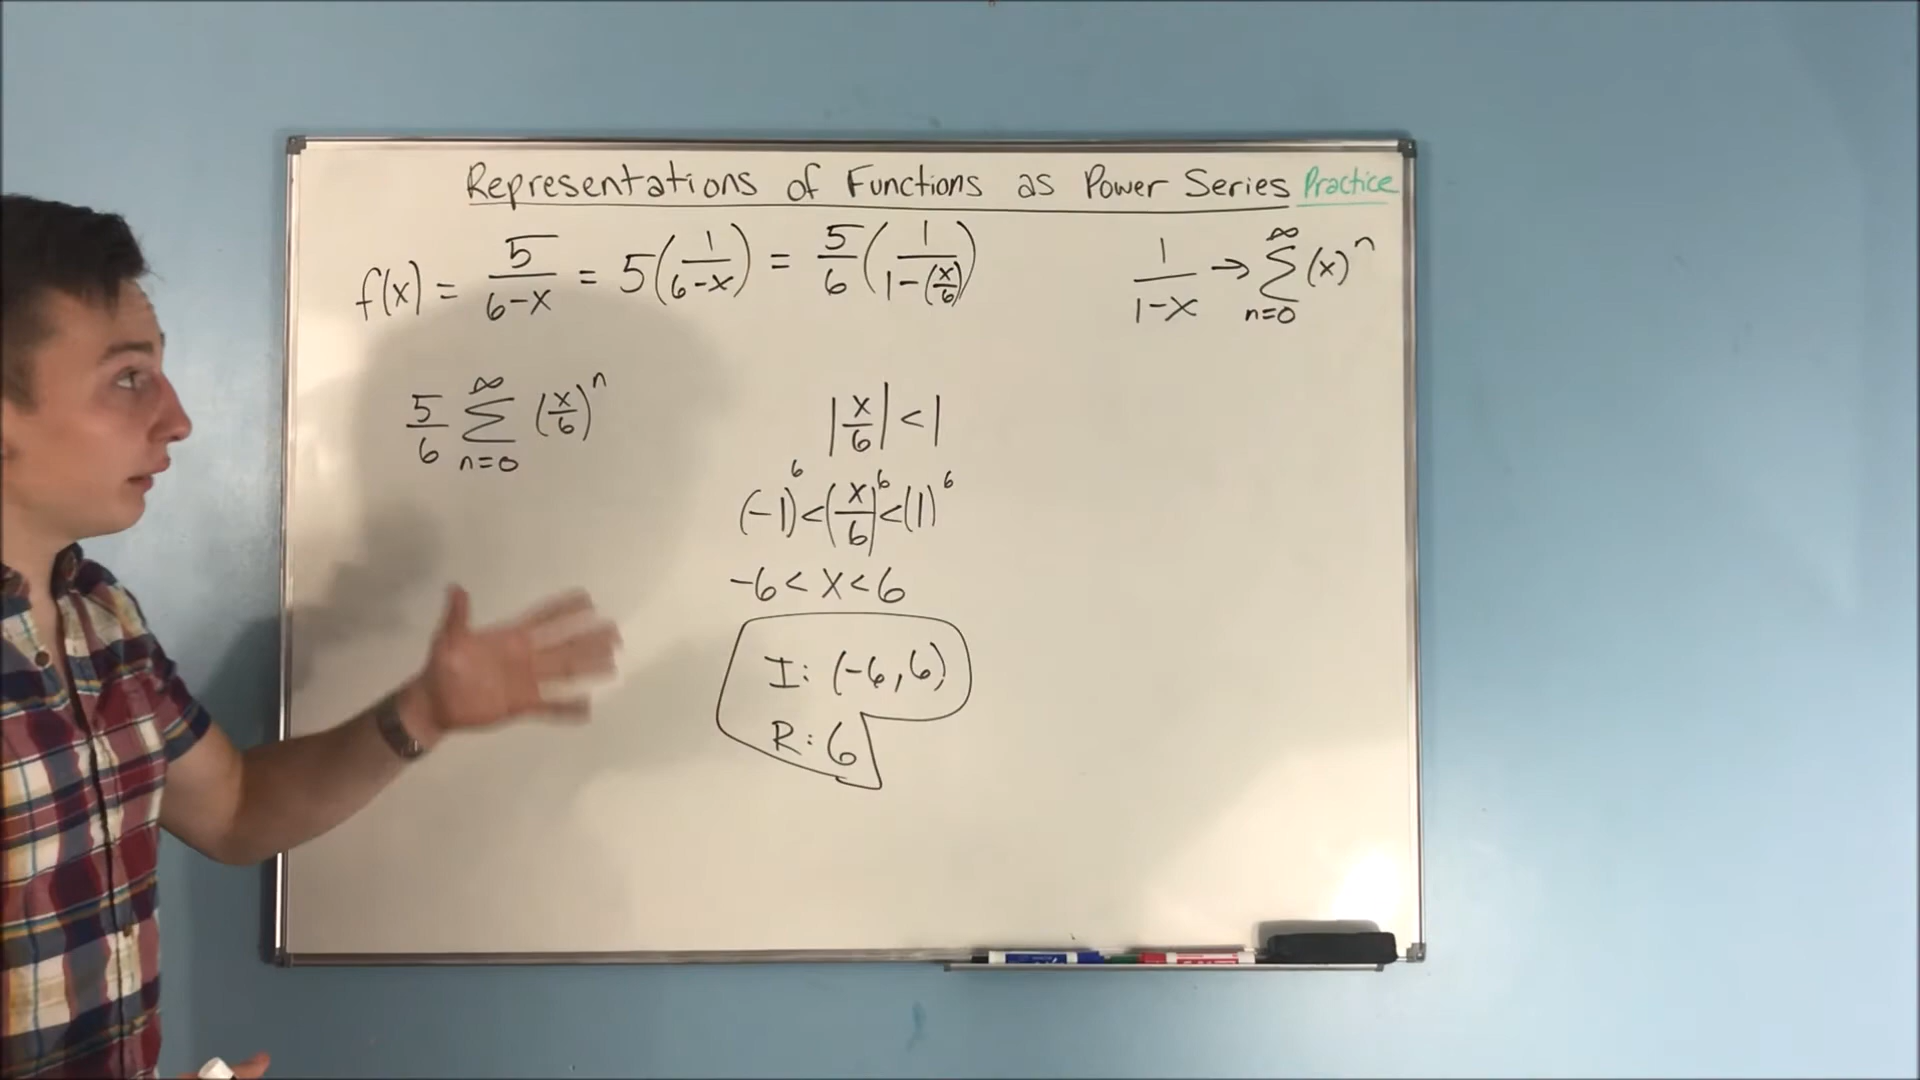 Representations of Functions as Power Series Practice
f(x) = 5/(6-x) = 5(1/(6-x)) = 5/6(1/(1-(x/6)))
1/(1-x) → ∞ Σ n=0 (x)^n
5/6 ∞ Σ n=0 (x/6)^n
|x/6| < 1
6 (-1) < (x/6) 6 < (1) 6
-6 < x < 6
I: (-6,6)
R: 6